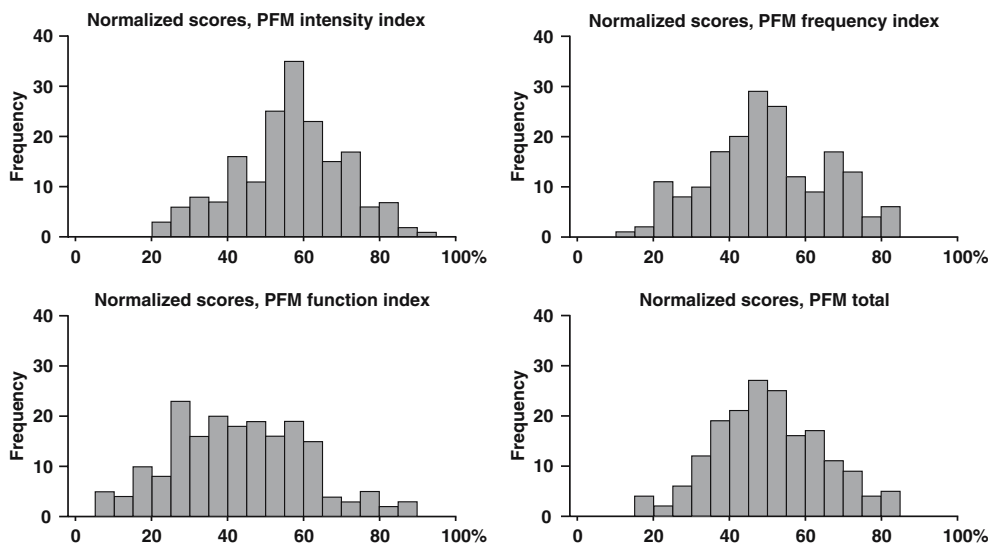 Normalized scores, PFM intensity index
40
30
20
10
0
Frequency
0 20 40 60 80 100%
Normalized scores, PFM frequency index
40
30
20
10
0
Frequency
0 20 40 60 80 100%
Normalized scores, PFM function index
40
30
20
10
0
Frequency
0 20 40 60 80 100%
Normalized scores, PFM total
40
30
20
10
0
Frequency
0 20 40 60 80 100%